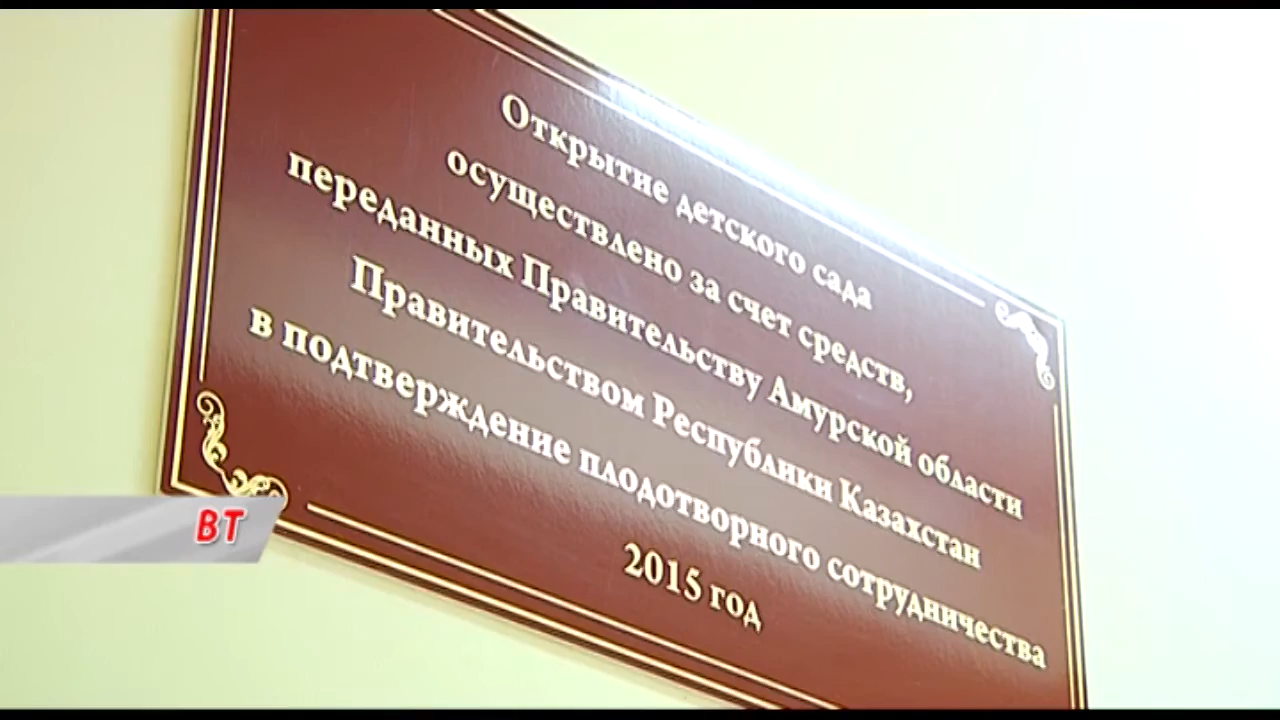 Открытие детского сада
осуществлено за счет средств,
переданных Правительству Амурской области
Правительством Республики Казахстан
в подтверждение плодотворного сотрудничества
2015 год
ВТ